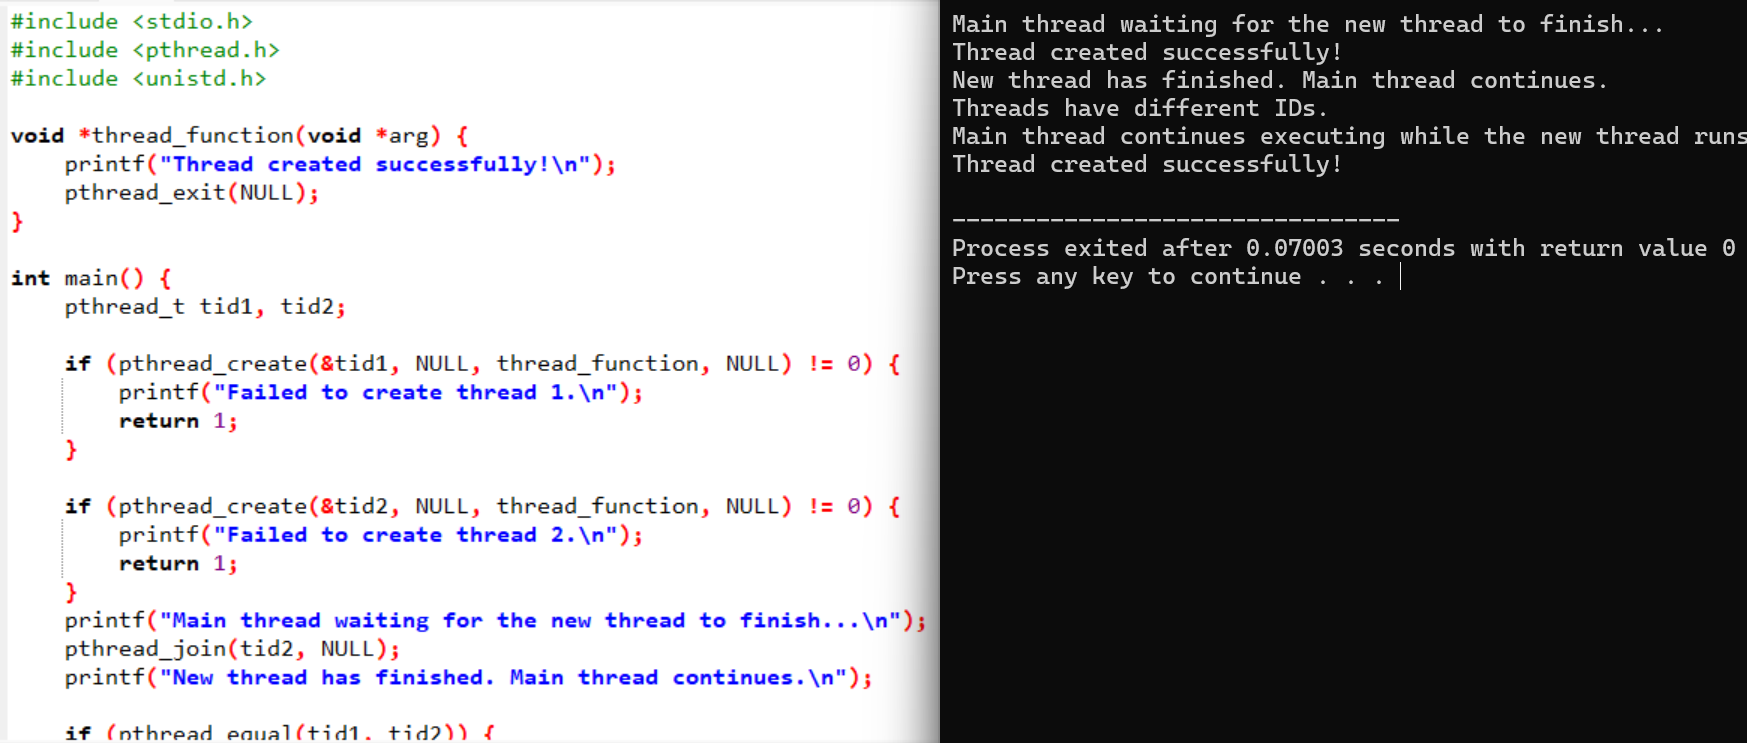 #include <stdio.h>
#include <pthread.h>
#include <unistd.h>

void *thread_function(void *arg) {
    printf("Thread created successfully!\n");
    pthread_exit(NULL);
}

int main() {
    pthread_t tid1, tid2;

    if (pthread_create(&tid1, NULL, thread_function, NULL) != 0) {
        printf("Failed to create thread 1.\n");
        return 1;
    }

    if (pthread_create(&tid2, NULL, thread_function, NULL) != 0) {
        printf("Failed to create thread 2.\n");
        return 1;
    }
    printf("Main thread waiting for the new thread to finish...\n");
    pthread_join(tid2, NULL);
    printf("New thread has finished. Main thread continues.\n");

    if (pthread_equal(tid1, tid2)) {
Main thread waiting for the new thread to finish...
Thread created successfully!
New thread has finished. Main thread continues.
Threads have different IDs.
Main thread continues executing while the new thread runs
Thread created successfully!

--------------------------------
Process exited after 0.07003 seconds with return value 0
Press any key to continue . . .